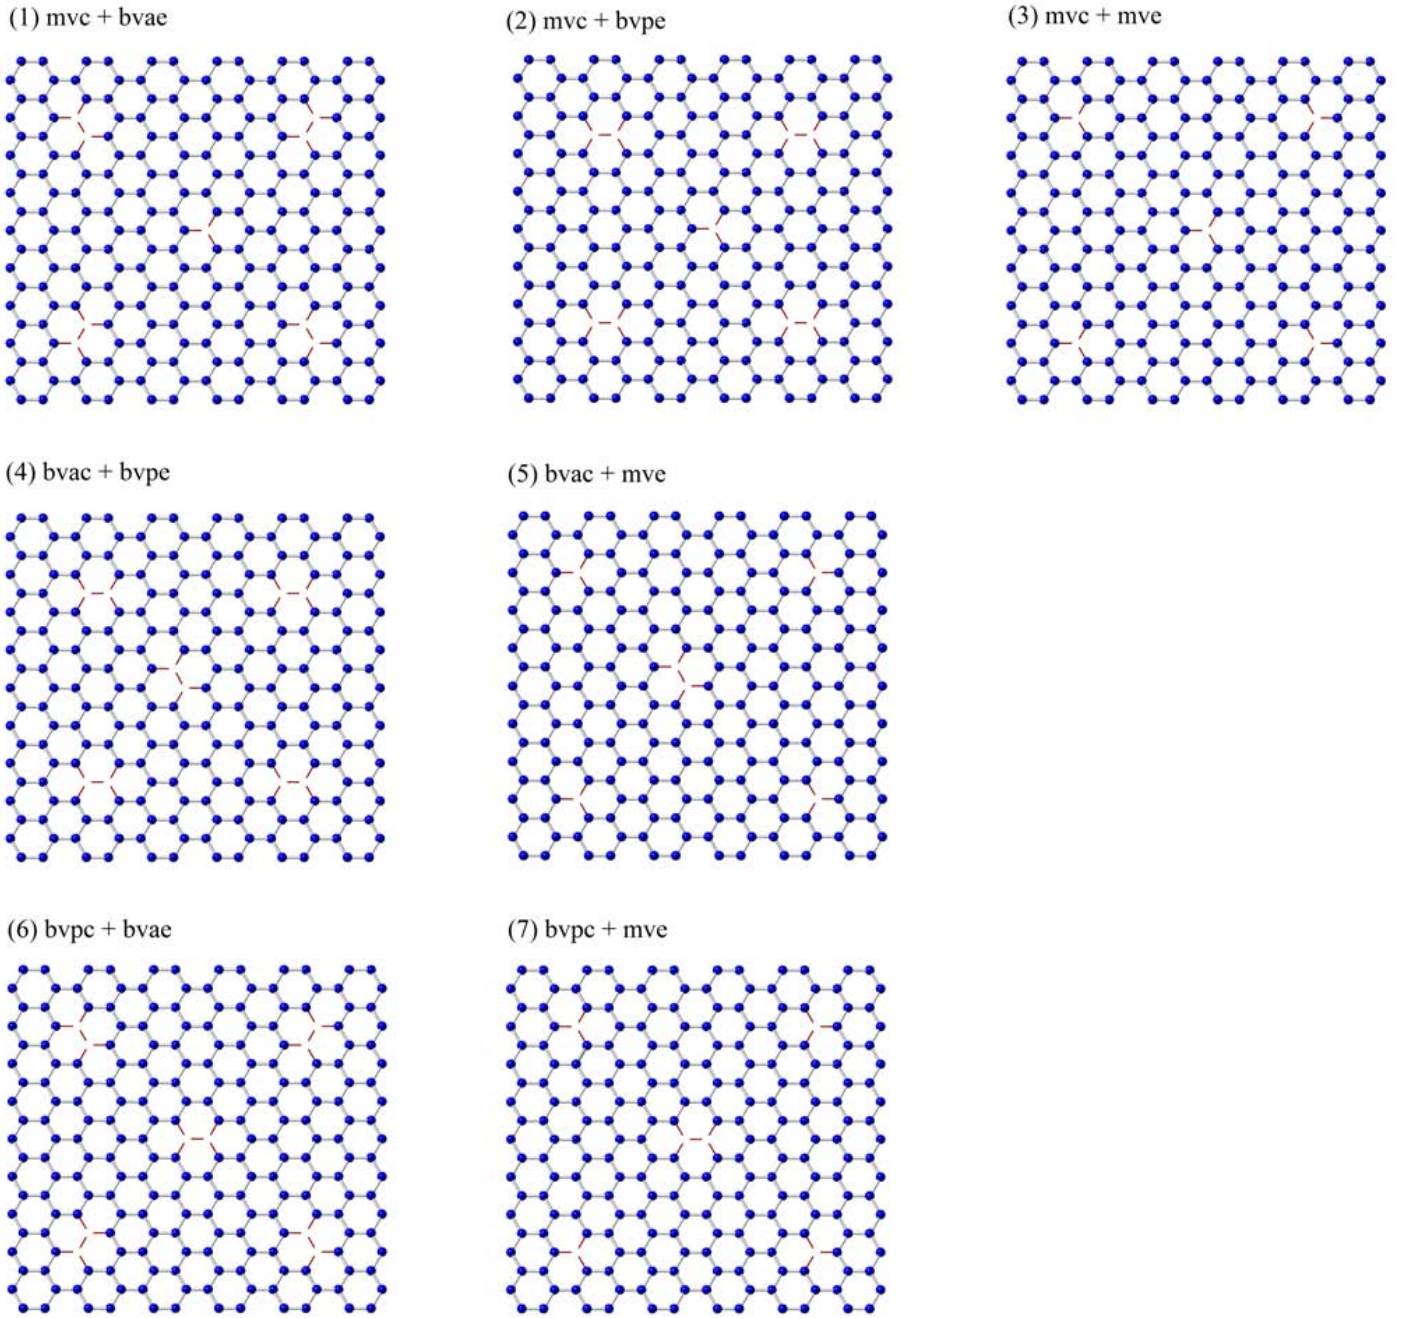 (1) mvc + bvae
(2) mvc + bvpe
(3) mvc + mve
(4) bvac + bvpe
(5) bvac + mve
(6) bvpc + bvae
(7) bvpc + mve